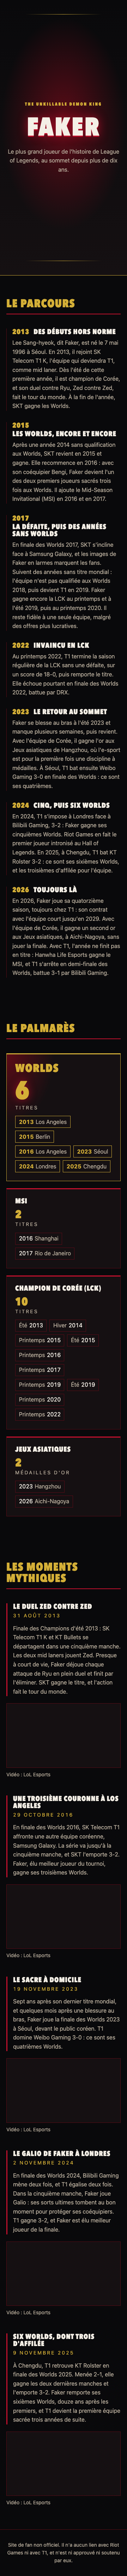 THE UNKILLABLE DEMON KING
FAKER
Le plus grand joueur de l'histoire de League
of Legends, au sommet depuis plus de dix
ans.
LE PARCOURS
2013 DES DÉBUTS HORS NORME
Lee Sang-hyeok, dit Faker, est né le 7 mai
1996 à Séoul. En 2013, il rejoint SK
Telecom T1 K, l'équipe qui deviendra T1,
comme mid laner. Dès l'été de cette
première année, il est champion de Corée,
et son duel contre Ryu, Zed contre Zed,
fait le tour du monde. À la fin de l'année,
SKT gagne les Worlds.
2015
LES WORLDS, ENCORE ET ENCORE
Après une année 2014 sans qualification
aux Worlds, SKT revient en 2015 et
gagne. Elle recommence en 2016 : avec
son coéquipier Bengi, Faker devient l'un
des deux premiers joueurs sacrés trois
fois aux Worlds. Il ajoute le Mid-Season
Invitational (MSI) en 2016 et en 2017.
2017
LA DÉFAITE, PUIS DES ANNÉES
SANS WORLDS
En finale des Worlds 2017, SKT s'incline
face à Samsung Galaxy, et les images de
Faker en larmes marquent les fans.
Suivent des années sans titre mondial :
l'équipe n'est pas qualifiée aux Worlds
2018, puis devient T1 en 2019. Faker
gagne encore la LCK au printemps et à
l'été 2019, puis au printemps 2020. Il
reste fidèle à une seule équipe, malgré
des offres plus lucratives.
2022 INVAINCU EN LCK
Au printemps 2022, T1 termine la saison
régulière de la LCK sans une défaite, sur
un score de 18-0, puis remporte le titre.
Elle échoue pourtant en finale des Worlds
2022, battue par DRX.
2023 LE RETOUR AU SOMMET
Faker se blesse au bras à l'été 2023 et
manque plusieurs semaines, puis revient.
Avec l'équipe de Corée, il gagne l'or aux
Jeux asiatiques de Hangzhou, où l'e-sport
est pour la première fois une discipline à
médailles. À Séoul, T1 bat ensuite Weibo
Gaming 3-0 en finale des Worlds : ce sont
ses quatrièmes.
2024 CINQ, PUIS SIX WORLDS
En 2024, T1 s'impose à Londres face à
Bilibili Gaming, 3-2 : Faker gagne ses
cinquièmes Worlds. Riot Games en fait le
premier joueur intronisé au Hall of
Legends. En 2025, à Chengdu, T1 bat KT
Rolster 3-2 : ce sont ses sixièmes Worlds,
et les troisièmes d'affilée pour l'équipe.
2026 TOUJOURS LÀ
En 2026, Faker joue sa quatorzième
saison, toujours chez T1 : son contrat
avec l'équipe court jusqu'en 2029. Avec
l'équipe de Corée, il gagne un second or
aux Jeux asiatiques, à Aichi-Nagoya, sans
jouer la finale. Avec T1, l'année ne finit pas
en titre : Hanwha Life Esports gagne le
MSI, et T1 s'arrête en demi-finale des
Worlds, battue 3-1 par Bilibili Gaming.
LE PALMARÈS
WORLDS
6
TITRES
2013 Los Angeles
2015 Berlin
2016 Los Angeles 2023 Séoul
2024 Londres 2025 Chengdu
MSI
2
TITRES
2016 Shanghai
2017 Rio de Janeiro
CHAMPION DE CORÉE (LCK)
10
TITRES
Été 2013 Hiver 2014
Printemps 2015 Été 2015
Printemps 2016
Printemps 2017
Printemps 2019 Été 2019
Printemps 2020
Printemps 2022
JEUX ASIATIQUES
2
MÉDAILLES D'OR
2023 Hangzhou
2026 Aichi-Nagoya
LES MOMENTS
MYTHIQUES
LE DUEL ZED CONTRE ZED
31 AOÛT 2013
Finale des Champions d'été 2013 : SK
Telecom T1 K et KT Bullets se
départagent dans une cinquième manche.
Les deux mid laners jouent Zed. Presque
à court de vie, Faker déjoue chaque
attaque de Ryu en plein duel et finit par
l'éliminer. SKT gagne le titre, et l'action
fait le tour du monde.
Vidéo : LoL Esports
UNE TROISIÈME COURONNE À LOS
ANGELES
29 OCTOBRE 2016
En finale des Worlds 2016, SK Telecom T1
affronte une autre équipe coréenne,
Samsung Galaxy. La série va jusqu'à la
cinquième manche, et SKT l'emporte 3-2.
Faker, élu meilleur joueur du tournoi,
gagne ses troisièmes Worlds.
Vidéo : LoL Esports
LE SACRE À DOMICILE
19 NOVEMBRE 2023
Sept ans après son dernier titre mondial,
et quelques mois après une blessure au
bras, Faker joue la finale des Worlds 2023
à Séoul, devant le public coréen. T1
domine Weibo Gaming 3-0 : ce sont ses
quatrièmes Worlds.
Vidéo : LoL Esports
LE GALIO DE FAKER À LONDRES
2 NOVEMBRE 2024
En finale des Worlds 2024, Bilibili Gaming
mène deux fois, et T1 égalise deux fois.
Dans la cinquième manche, Faker joue
Galio : ses sorts ultimes tombent au bon
moment pour protéger ses coéquipiers.
T1 gagne 3-2, et Faker est élu meilleur
joueur de la finale.
Vidéo : LoL Esports
SIX WORLDS, DONT TROIS
D'AFFILÉE
9 NOVEMBRE 2025
À Chengdu, T1 retrouve KT Rolster en
finale des Worlds 2025. Menée 2-1, elle
gagne les deux dernières manches et
l'emporte 3-2. Faker remporte ses
sixièmes Worlds, douze ans après les
premiers, et T1 devient la première équipe
sacrée trois années de suite.
Vidéo : LoL Esports
Site de fan non officiel. Il n'a aucun lien avec Riot
Games ni avec T1, et n'est ni approuvé ni soutenu
par eux.